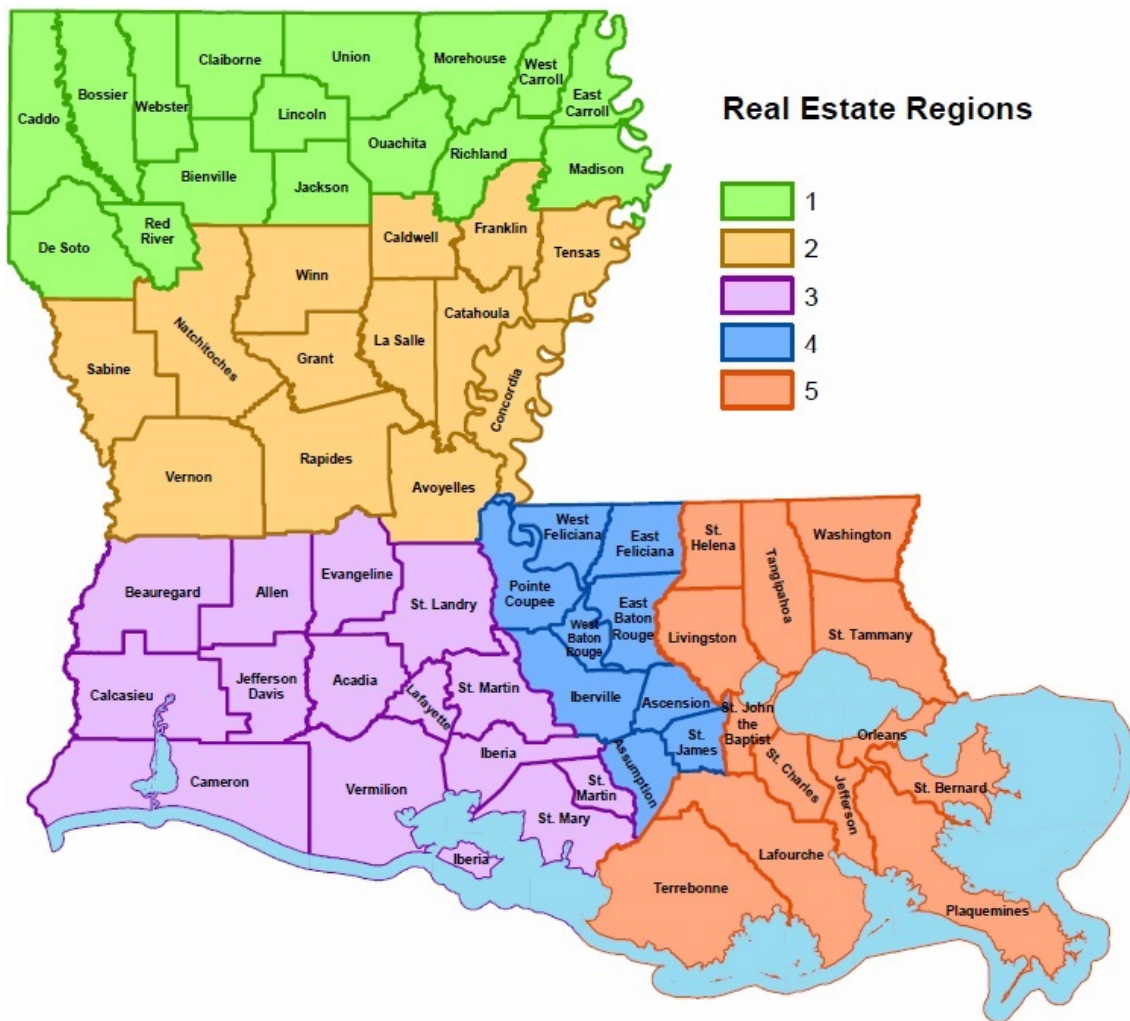 Real Estate Regions
1
2
3
4
5
Caddo
Bossier
Webster
Claiborne
Union
Morehouse
West
Carroll
East
Carroll
Lincoln
Ouachita
Richland
Madison
Bienville
Jackson
De Soto
Red
River
Caldwell
Franklin
Tensas
Winn
Natchitoches
Sabine
Grant
La Salle
Catahoula
Concordia
Vernon
Rapides
Avoyelles
Beauregard
Allen
Evangeline
St. Landry
Calcasieu
Jefferson
Davis
Acadia
Lafayette
St. Martin
Cameron
Vermilion
Iberia
St.
Martin
St. Mary
Iberia
West
Feliciana
East
Feliciana
Pointe
Coupee
West
Baton
Rouge
East
Baton
Rouge
Iberville
Ascension
St.
James
Assumption
St.
Helena
Tangipahoa
Washington
Livingston
St. Tammany
St. John
the
Baptist
St. Charles
Jefferson
Orleans
St. Bernard
Lafourche
Terrebonne
Plaquemines